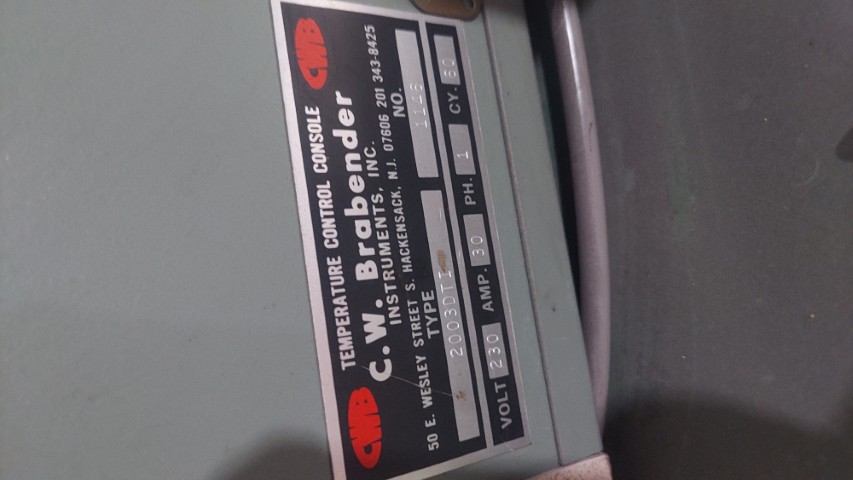 CWB TEMPERATURE CONTROL CONSOLE CWB
C.W. Brabender
INSTRUMENTS, INC.
50 E. WESLEY STREET S. HACKENSACK, N.J. 07606 201 343-8425
TYPE NO.
2003DTI 1146
VOLT 230 AMP. 30 PH. 1 CY. 60